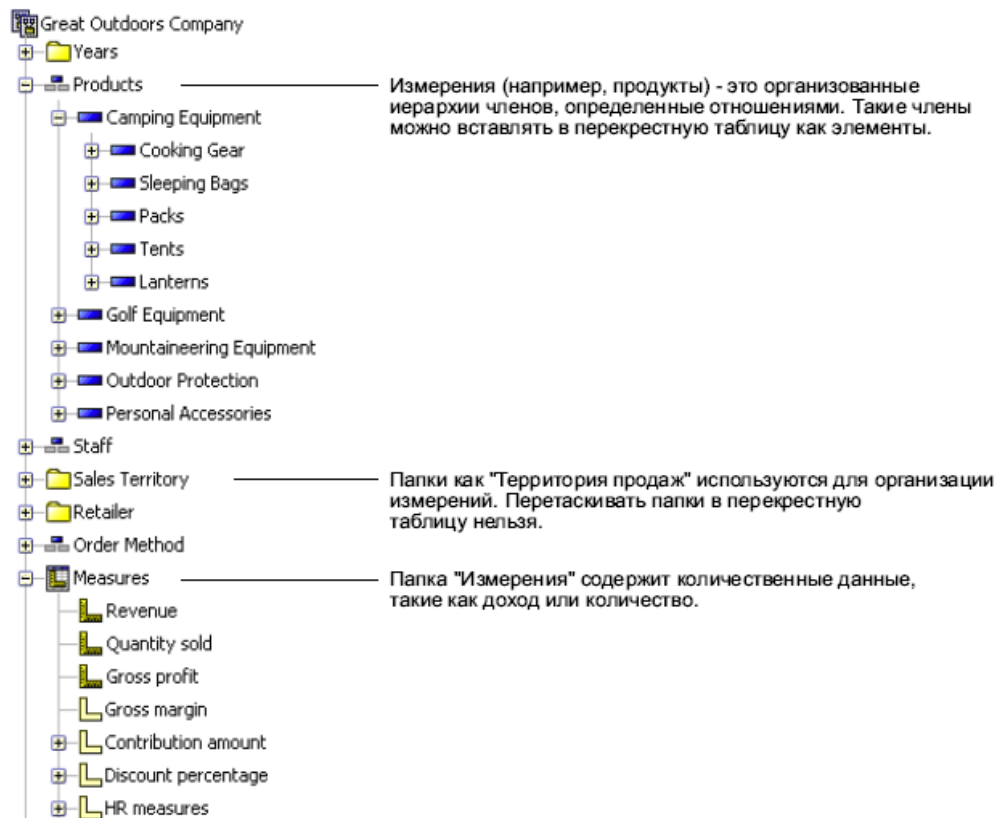 Great Outdoors Company
Years
Products
Измерения (например, продукты) - это организованные
иерархии членов, определенные отношениями. Такие члены
можно вставлять в перекрестную таблицу как элементы.
Camping Equipment
Cooking Gear
Sleeping Bags
Packs
Tents
Lanterns
Golf Equipment
Mountaineering Equipment
Outdoor Protection
Personal Accessories
Staff
Sales Territory
Папки как "Территория продаж" используются для организации
измерений. Перетаскивать папки в перекрестную
таблицу нельзя.
Retailer
Order Method
Measures
Папка "Измерения" содержит количественные данные,
такие как доход или количество.
Revenue
Quantity sold
Gross profit
Gross margin
Contribution amount
Discount percentage
HR measures